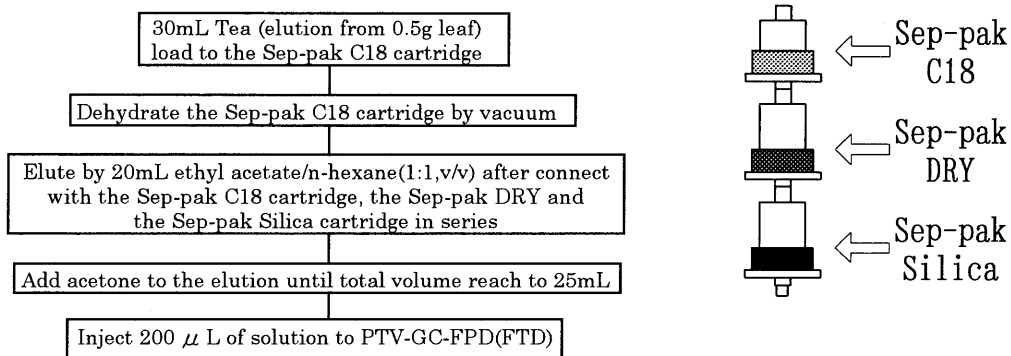 30mL Tea (elution from 0.5g leaf)
load to the Sep-pak C18 cartridge
Dehydrate the Sep-pak C18 cartridge by vacuum
Elute by 20mL ethyl acetate/n-hexane(1:1,v/v) after connect
with the Sep-pak C18 cartridge, the Sep-pak DRY and
the Sep-pak Silica cartridge in series
Add acetone to the elution until total volume reach to 25mL
Inject 200 μ L of solution to PTV-GC-FPD(FTD)
Sep-pak
C18
Sep-pak
DRY
Sep-pak
Silica